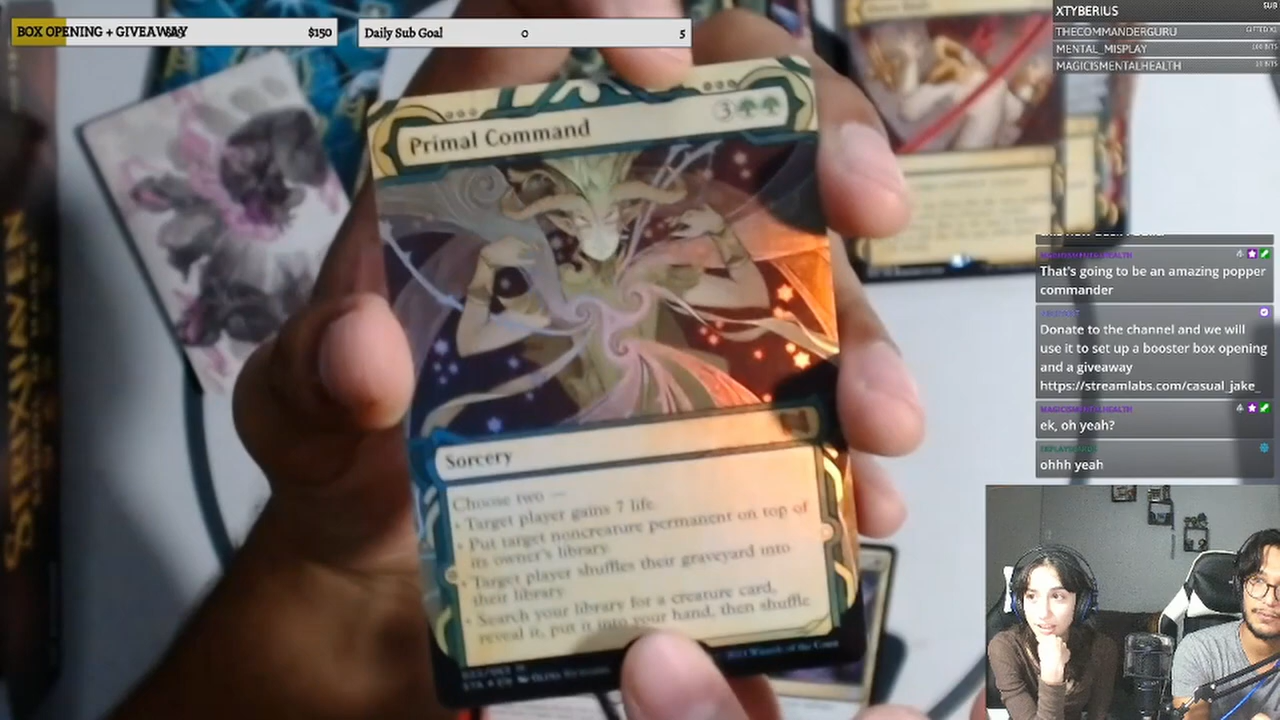 BOX OPENING + GIVEAWAY
$150
Daily Sub Goal
0
5
XTYBERIUS
SUB
THECOMMANDERGURU
MENTAL_MISPLAY
MAGICISMENTALHEALTH
Primal Command
3
Sorcery
Choose two —
• Target player gains 7 life.
• Put target noncreature permanent on top of
its owner's library.
• Target player shuffles their graveyard into
their library.
• Search your library for a creature card,
reveal it, put it into your hand, then shuffle
MAGICISMENTALHEALTH
That's going to be an amazing popper
commander
Donate to the channel and we will
use it to set up a booster box opening
and a giveaway
https://streamlabs.com/casual_jake_
MAGICISMENTALHEALTH
ek, oh yeah?
ohhh yeah
STRIXHAVEN